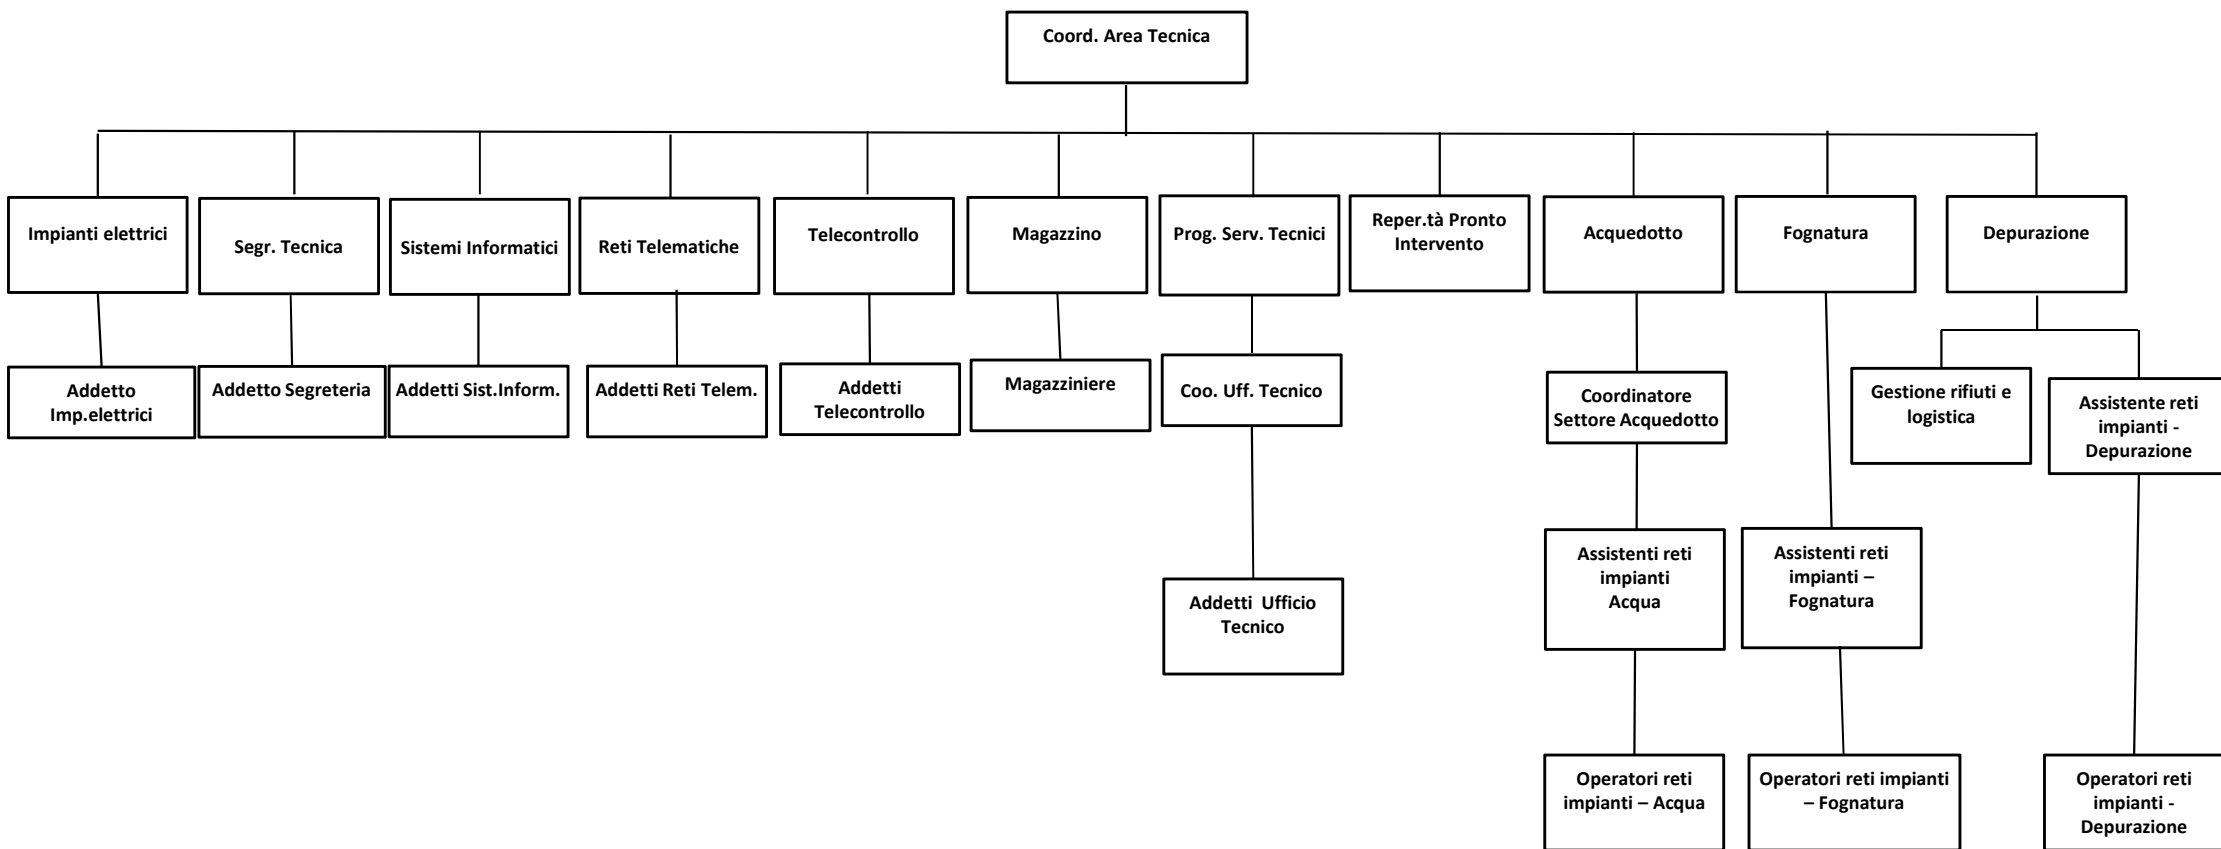 Coord. Area Tecnica
Impianti elettrici
Segr. Tecnica
Sistemi Informatici
Reti Telematiche
Telecontrollo
Magazzino
Prog. Serv. Tecnici
Reper.tà Pronto
Intervento
Acquedotto
Fognatura
Depurazione
Addetto
Imp.elettrici
Addetto Segreteria
Addetti Sist.Inform.
Addetti Reti Telem.
Addetti
Telecontrollo
Magazziniere
Coo. Uff. Tecnico
Coordinatore
Settore Acquedotto
Gestione rifiuti e
logistica
Assistente reti
impianti -
Depurazione
Addetti  Ufficio
Tecnico
Assistenti reti
impianti
Acqua
Assistenti reti
impianti –
Fognatura
Operatori reti
impianti – Acqua
Operatori reti impianti
– Fognatura
Operatori reti
impianti -
Depurazione